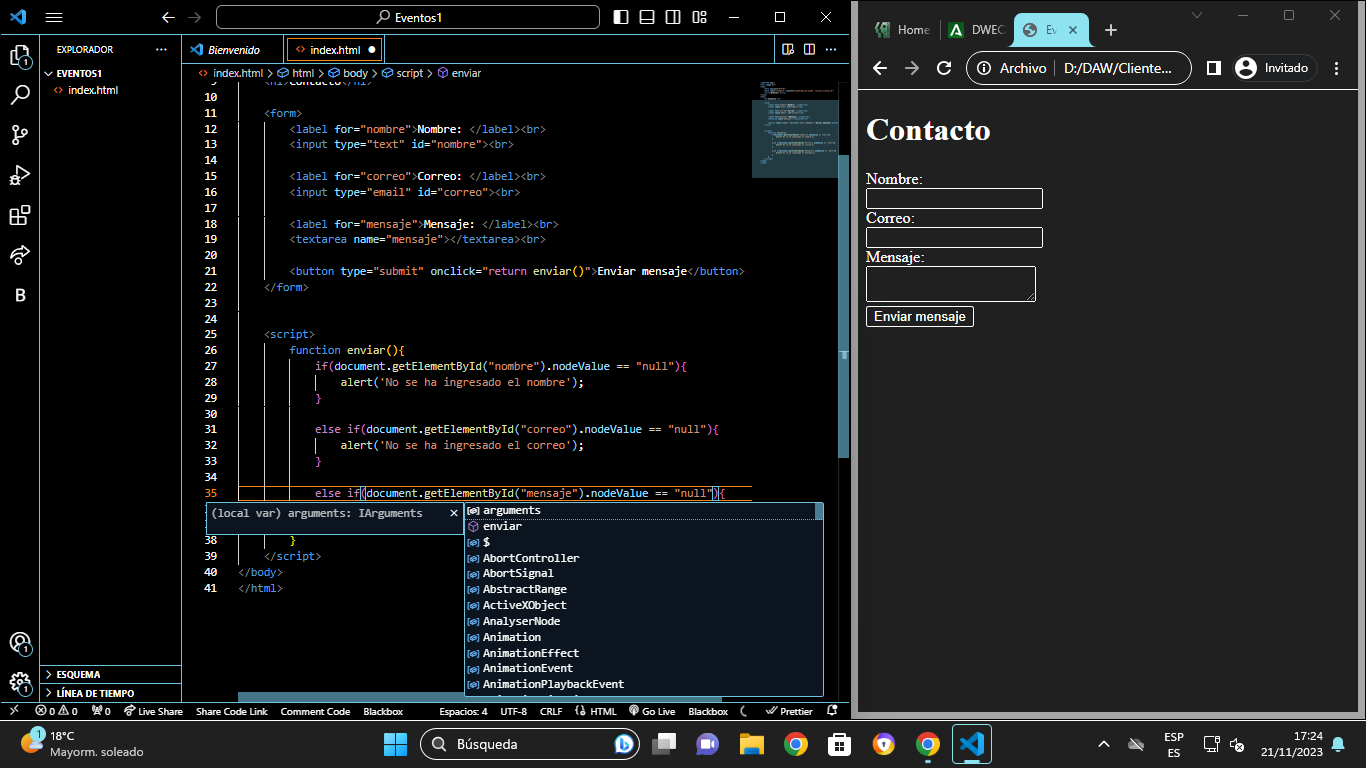 Eventos1
EXPLORADOR
Bienvenido
index.html
EVENTOS1
index.html
index.html > html > body > script > enviar
10
11 <form>
12 <label for="nombre">Nombre: </label><br>
13 <input type="text" id="nombre"><br>
14
15 <label for="correo">Correo: </label><br>
16 <input type="email" id="correo"><br>
17
18 <label for="mensaje">Mensaje: </label><br>
19 <textarea name="mensaje"></textarea><br>
20
21 <button type="submit" onclick="return enviar()">Enviar mensaje</button>
22 </form>
23
24
25 <script>
26 function enviar(){
27 if(document.getElementById("nombre").nodeValue == "null"){
28 alert('No se ha ingresado el nombre');
29 }
30
31 else if(document.getElementById("correo").nodeValue == "null"){
32 alert('No se ha ingresado el correo');
33 }
34
35 else if(document.getElementById("mensaje").nodeValue == "null"){
(local var) arguments: IArguments
arguments
enviar
$
AbortController
AbortSignal
AbstractRange
ActiveXObject
AnalyserNode
Animation
AnimationEffect
AnimationEvent
AnimationPlaybackEvent
38 }
39 </script>
40 </body>
41 </html>
B
1
1
1
ESQUEMA
LÍNEA DE TIEMPO
0 0
0
Live Share
Share Code Link
Comment Code
Blackbox
Espacios: 4
UTF-8
CRLF
HTML
Go Live
Blackbox
Prettier
Home
DWEC
Ev
Archivo
D:/DAW/Cliente...
Invitado
Contacto
Nombre:
Correo:
Mensaje:
Enviar mensaje
1
18°C
Mayorm. soleado
Búsqueda
ESP
ES
17:24
21/11/2023